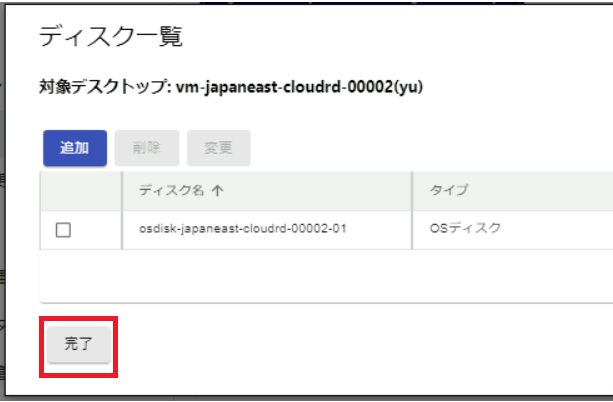 ディスク一覧
対象デスクトップ: vm-japaneast-cloudrd-00002(yu)
追加 削除 変更
ディスク名 ↑ タイプ
osdisk-japaneast-cloudrd-00002-01 OSディスク
完了